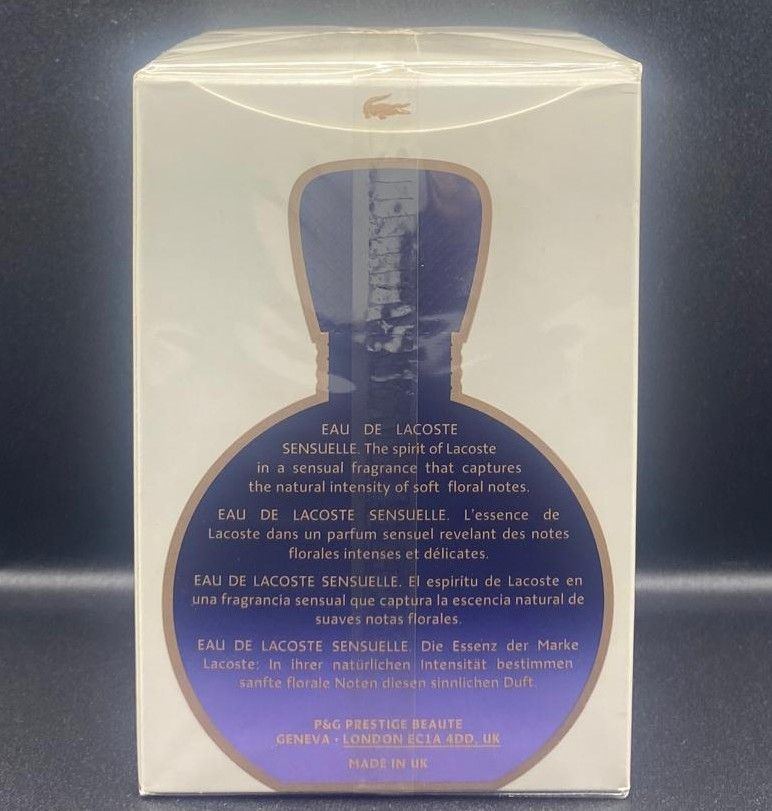 EAU DE LACOSTE
SENSUELLE. The spirit of Lacoste
in a sensual fragrance that captures
the natural intensity of soft floral notes.
EAU DE LACOSTE SENSUELLE. L'essence de
Lacoste dans un parfum sensuel revelant des notes
florales intenses et délicates.
EAU DE LACOSTE SENSUELLE. El espiritu de Lacoste en
una fragrancia sensual que captura la escencia natural de
suaves notas florales.
EAU DE LACOSTE SENSUELLE. Die Essenz der Marke
Lacoste: In ihrer natürlichen Intensität bestimmen
sanfte florale Noten diesen sinnlichen Duft.
P&G PRESTIGE BEAUTE
GENEVA · LONDON EC1A 4DD, UK
MADE IN UK